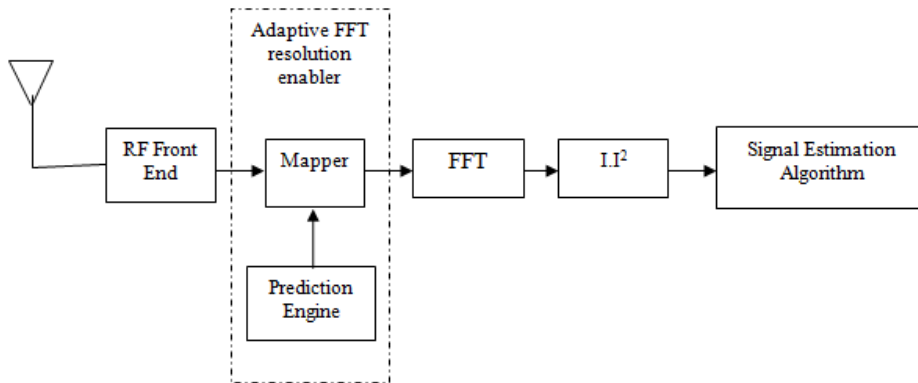 Adaptive FFT
resolution
enabler
RF Front
End
Mapper
FFT
I.I²
Signal Estimation
Algorithm
Prediction
Engine